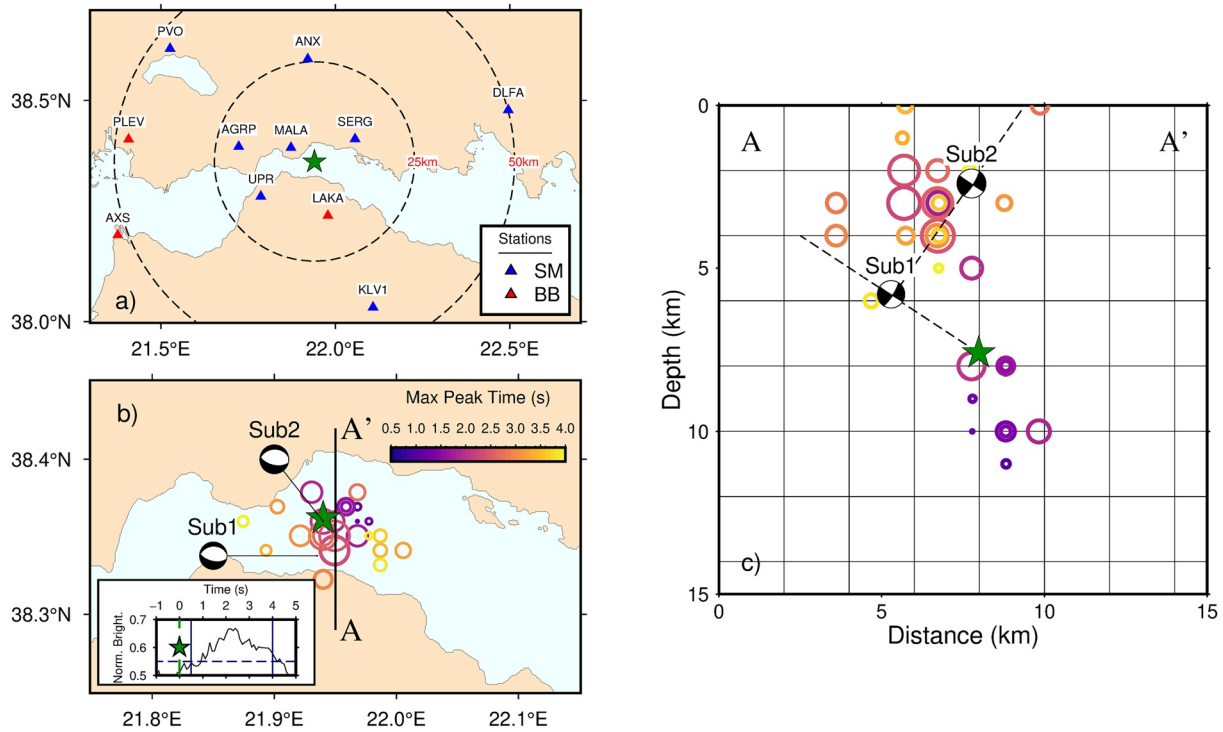 PVO
ANX
38.5°N
DLFA
PLEV
AGRP
MALA
SERG
25km
50km
UPR
LAKA
AXS
Stations
SM
BB
KLV1
a)
38.0°N
21.5°E
22.0°E
22.5°E
b)
Max Peak Time (s)
0.5 1.0 1.5 2.0 2.5 3.0 3.5 4.0
A’
Sub2
38.4°N
Sub1
Time (s)
−1 0 1 2 3 4 5
A
38.3°N
Norm. Bright.
0.7
0.6
0.5
21.8°E
21.9°E
22.0°E
22.1°E
0
A
A’
Sub2
5
Sub1
Depth (km)
10
c)
15
0 5 10 15
Distance (km)